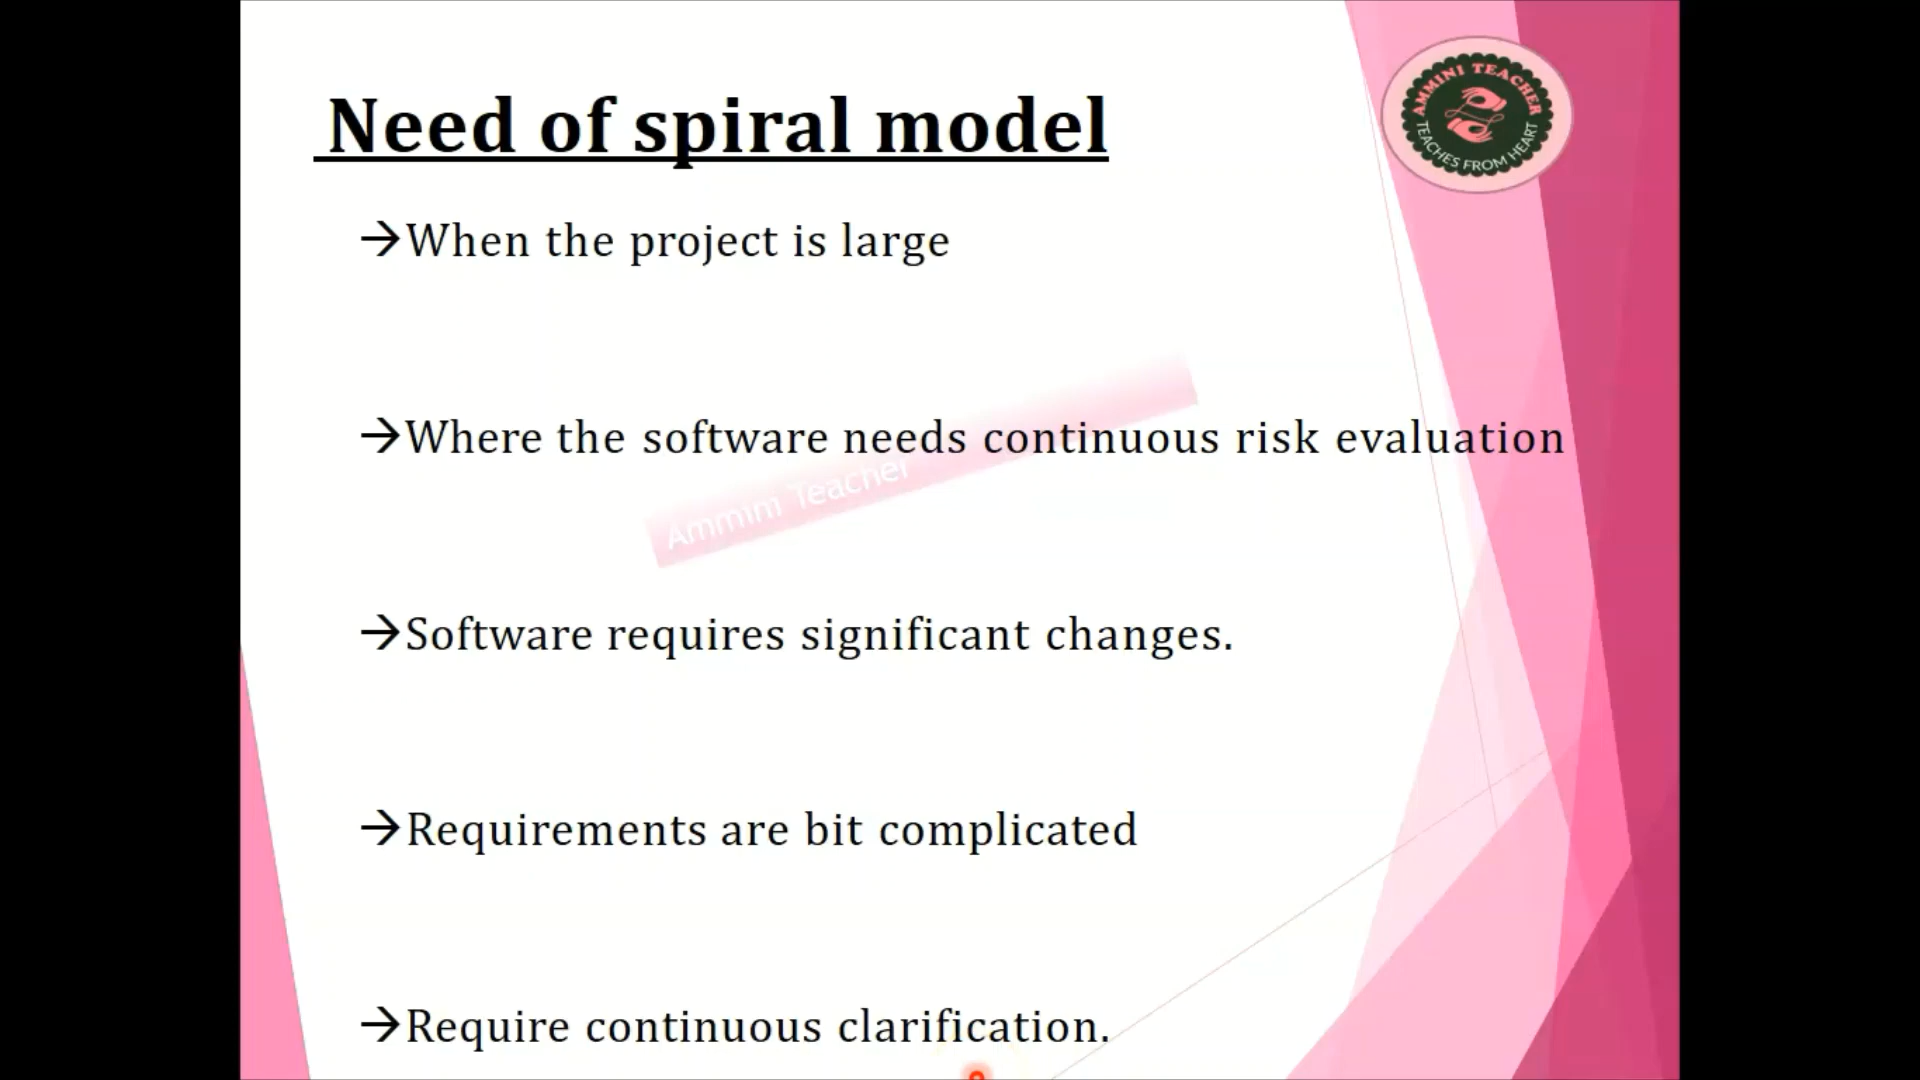 Need of spiral model
AMMINI TEACHER
TEACHES FROM HEART
→When the project is large
→Where the software needs continuous risk evaluation
Ammini Teacher
→Software requires significant changes.
→Requirements are bit complicated
→Require continuous clarification.